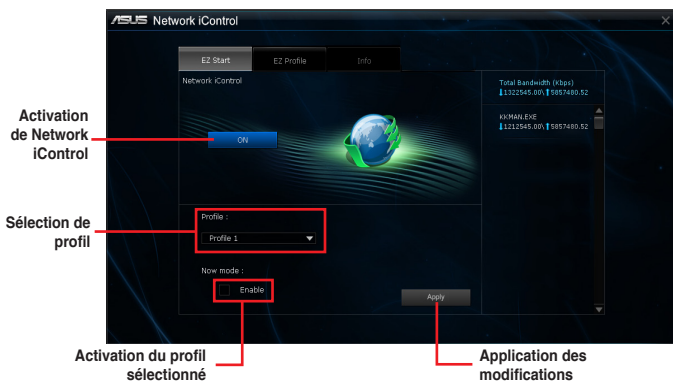 ASUS Network iControl
EZ Start
EZ Profile
Info
Network iControl
ON
Total Bandwidth (Kbps)
⬇1322545.00\⬆5857480.52
KKMAN.EXE
⬇1212545.00\⬆5857480.52
Activation
de Network
iControl
Sélection de
profil
Profile :
Profile 1
Now mode :
Enable
Apply
Activation du profil
sélectionné
Application des
modifications